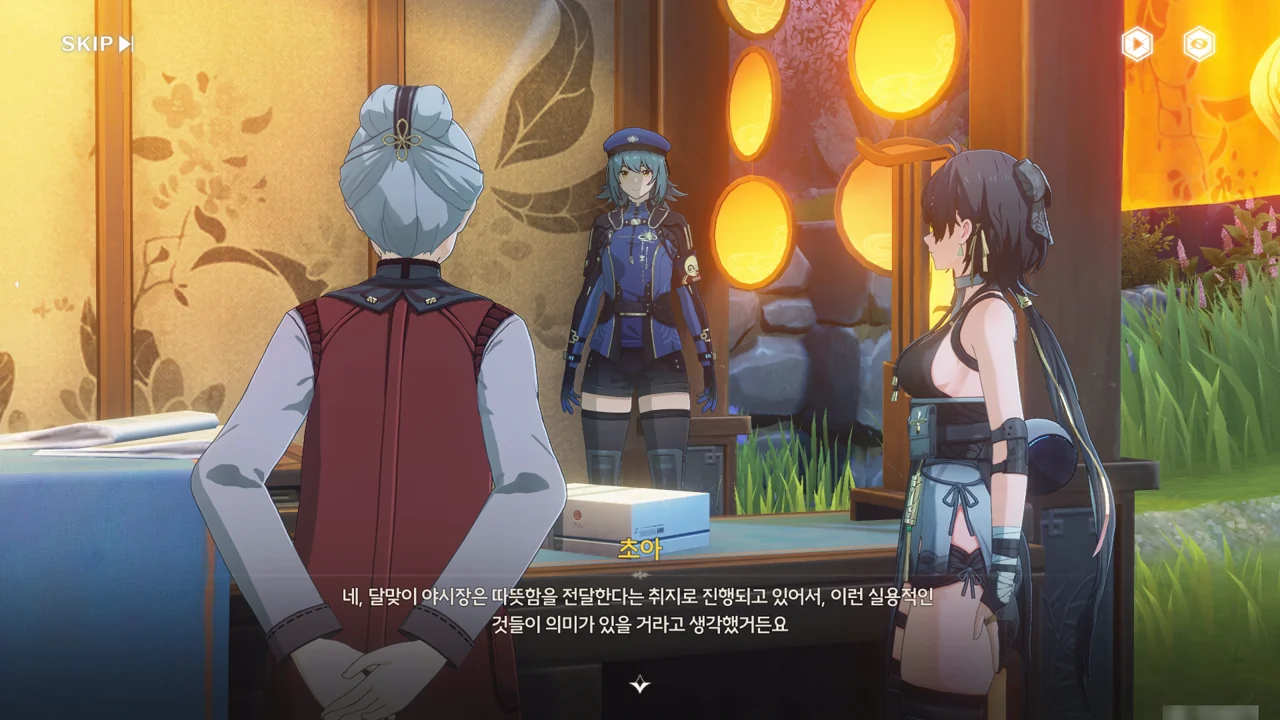 SKIP
초아
네, 달맞이 야시장은 따뜻함을 전달한다는 취지로 진행되고 있어서, 이런 실용적인
것들이 의미가 있을 거라고 생각했거든요